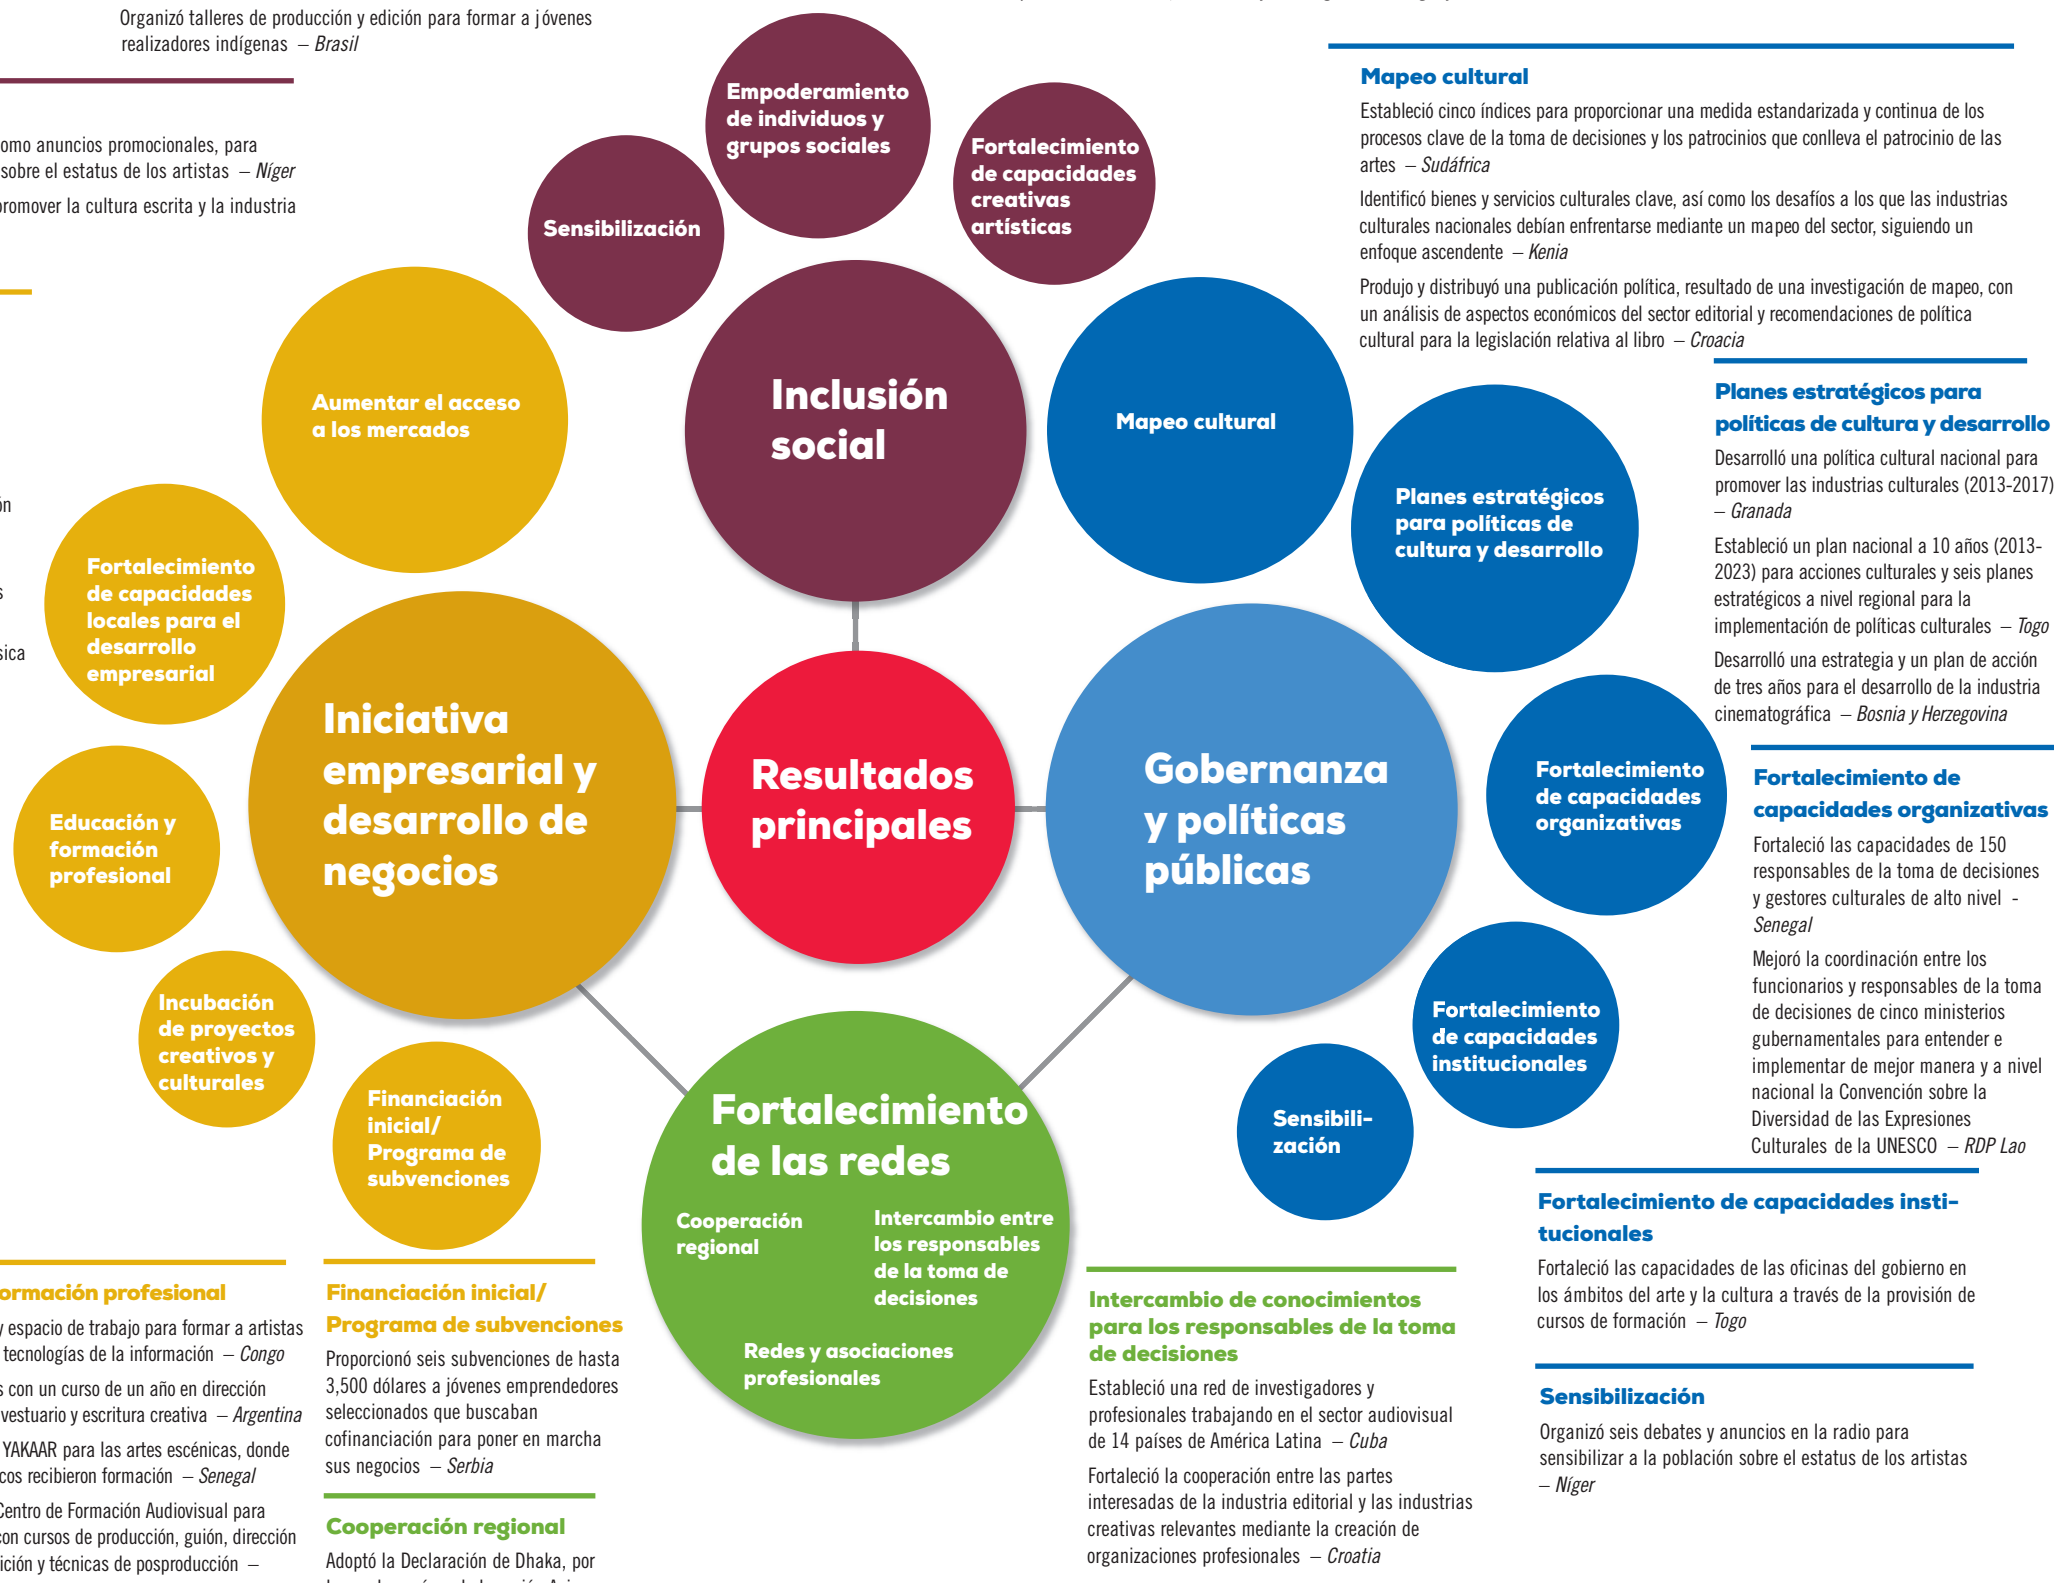 Organizó talleres de producción y edición para formar a jóvenes
realizadores indígenas – Brasil
como anuncios promocionales, para
sobre el estatus de los artistas – Níger
promover la cultura escrita y la industria
Empoderamiento
de individuos y
grupos sociales
Fortalecimiento
de capacidades
creativas
artísticas
Sensibilización
Inclusión
social
Aumentar el acceso
a los mercados
Fortalecimiento
de capacidades
locales para el
desarrollo
empresarial
Educación y
formación
profesional
Incubación
de proyectos
creativos y
culturales
Financiación
inicial/
Programa de
subvenciones
Iniciativa
empresarial y
desarrollo de
negocios
Resultados
principales
Gobernanza
y políticas
públicas
Mapeo cultural
Planes estratégicos
para políticas de
cultura y desarrollo
Fortalecimiento
de capacidades
organizativas
Fortalecimiento
de capacidades
institucionales
Sensibili-
zación
Fortalecimiento
de las redes
Cooperación
regional
Intercambio entre
los responsables
de la toma de
decisiones
Redes y asociaciones
profesionales
Mapeo cultural
Estableció cinco índices para proporcionar una medida estandarizada y continua de los
procesos clave de la toma de decisiones y los patrocinios que conlleva el patrocinio de las
artes – Sudáfrica
Identificó bienes y servicios culturales clave, así como los desafíos a los que las industrias
culturales nacionales debían enfrentarse mediante un mapeo del sector, siguiendo un
enfoque ascendente – Kenia
Produjo y distribuyó una publicación política, resultado de una investigación de mapeo, con
un análisis de aspectos económicos del sector editorial y recomendaciones de política
cultural para la legislación relativa al libro – Croacia
Planes estratégicos para
políticas de cultura y desarrollo
Desarrolló una política cultural nacional para
promover las industrias culturales (2013-2017)
– Granada
Estableció un plan nacional a 10 años (2013-
2023) para acciones culturales y seis planes
estratégicos a nivel regional para la
implementación de políticas culturales – Togo
Desarrolló una estrategia y un plan de acción
de tres años para el desarrollo de la industria
cinematográfica – Bosnia y Herzegovina
Fortalecimiento de
capacidades organizativas
Fortaleció las capacidades de 150
responsables de la toma de decisiones
y gestores culturales de alto nivel -
Senegal
Mejoró la coordinación entre los
funcionarios y responsables de la toma
de decisiones de cinco ministerios
gubernamentales para entender e
implementar de mejor manera y a nivel
nacional la Convención sobre la
Diversidad de las Expresiones
Culturales de la UNESCO – RDP Lao
Fortalecimiento de capacidades insti-
tucionales
Fortaleció las capacidades de las oficinas del gobierno en
los ámbitos del arte y la cultura a través de la provisión de
cursos de formación – Togo
Sensibilización
Organizó seis debates y anuncios en la radio para
sensibilizar a la población sobre el estatus de los artistas
– Níger
ormación profesional
y espacio de trabajo para formar a artistas
tecnologías de la información – Congo
s con un curso de un año en dirección
vestuario y escritura creativa – Argentina
YAKAAR para las artes escénicas, donde
cos recibieron formación – Senegal
Centro de Formación Audiovisual para
con cursos de producción, guión, dirección
ición y técnicas de posproducción –
Financiación inicial/
Programa de subvenciones
Proporcionó seis subvenciones de hasta
3,500 dólares a jóvenes emprendedores
seleccionados que buscaban
cofinanciación para poner en marcha
sus negocios – Serbia
Cooperación regional
Adoptó la Declaración de Dhaka, por
Intercambio de conocimientos
para los responsables de la toma
de decisiones
Estableció una red de investigadores y
profesionales trabajando en el sector audiovisual
de 14 países de América Latina – Cuba
Fortaleció la cooperación entre las partes
interesadas de la industria editorial y las industrias
creativas relevantes mediante la creación de
organizaciones profesionales – Croatia